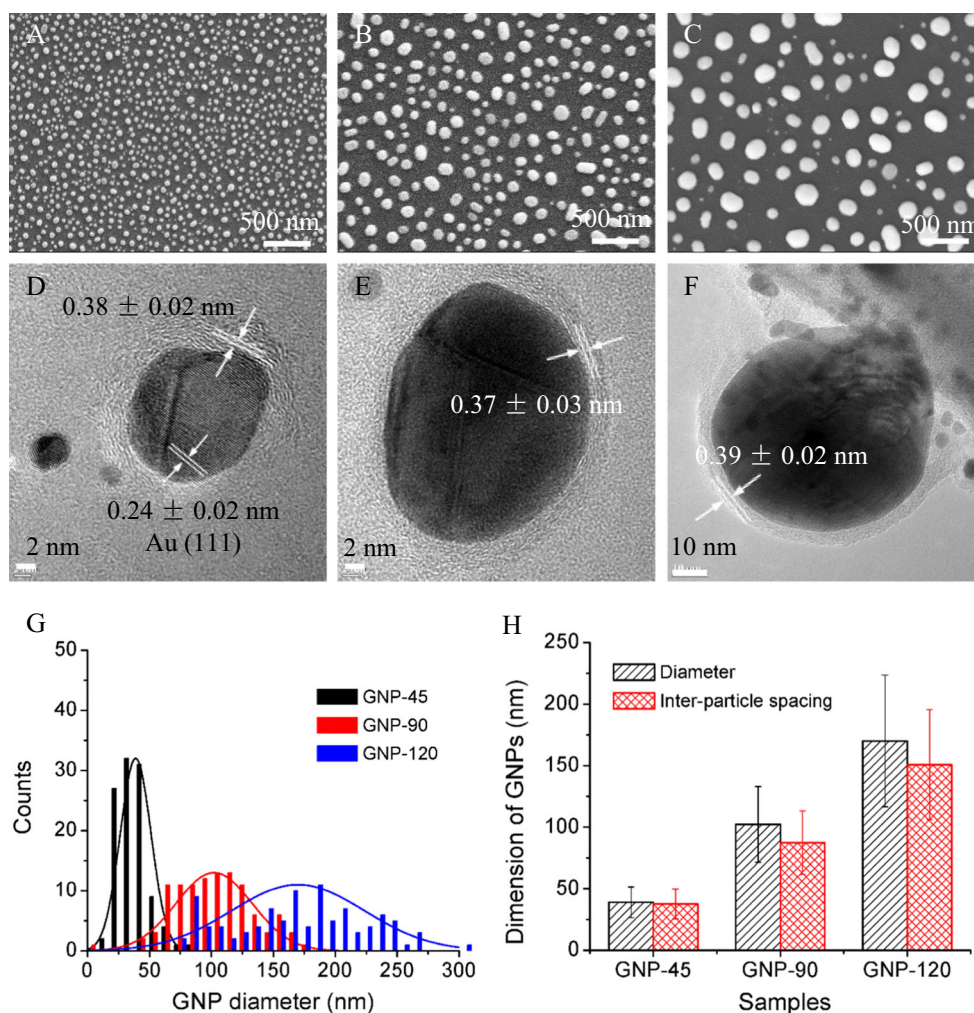 A
500 nm
B
500 nm
C
500 nm
D
0.38 ± 0.02 nm
0.24 ± 0.02 nm
Au (111)
2 nm
E
0.37 ± 0.03 nm
2 nm
F
0.39 ± 0.02 nm
10 nm
G
50
40
30
20
10
0
Counts
GNP-45
GNP-90
GNP-120
0 50 100 150 200 250 300
GNP diameter (nm)
H
250
200
150
100
50
0
Dimension of GNPs (nm)
Diameter
Inter-particle spacing
GNP-45 GNP-90 GNP-120
Samples